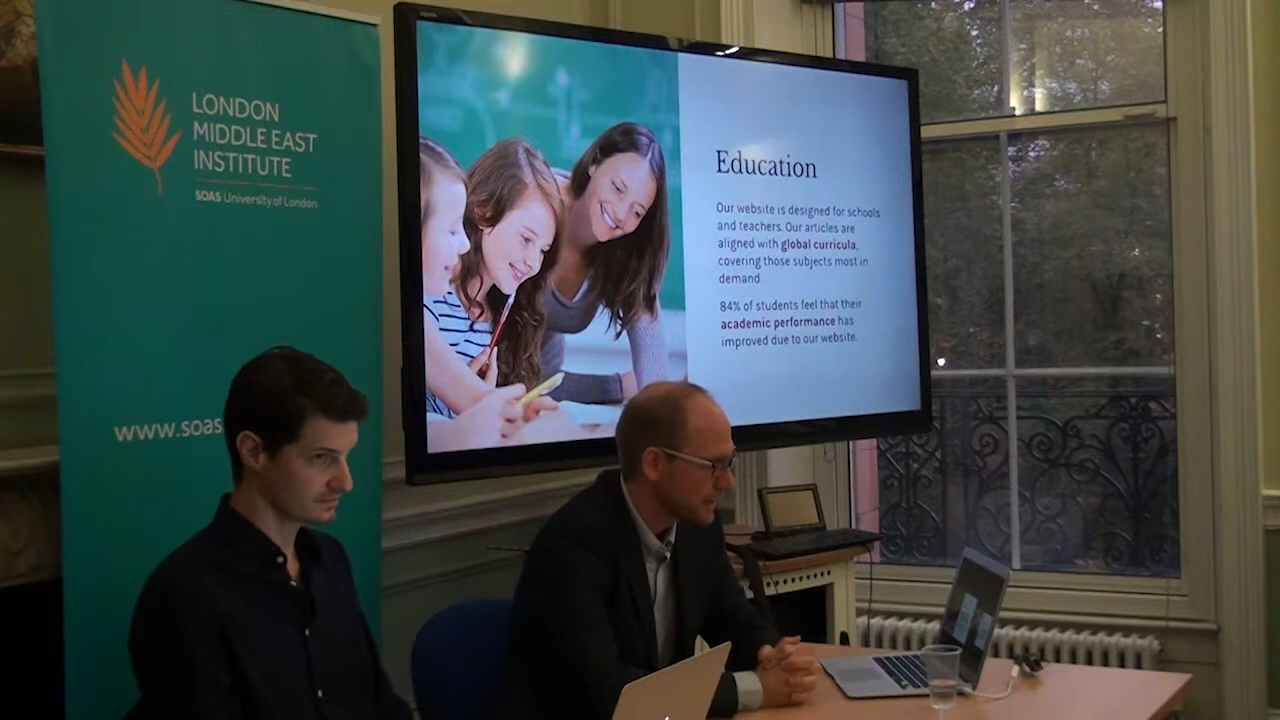 LONDON
MIDDLE EAST
INSTITUTE
SOAS University of London
www.soas
Education
Our website is designed for schools
and teachers. Our articles are
aligned with global curricula,
covering those subjects most in
demand.
84% of students feel that their
academic performance has
improved due to our website.